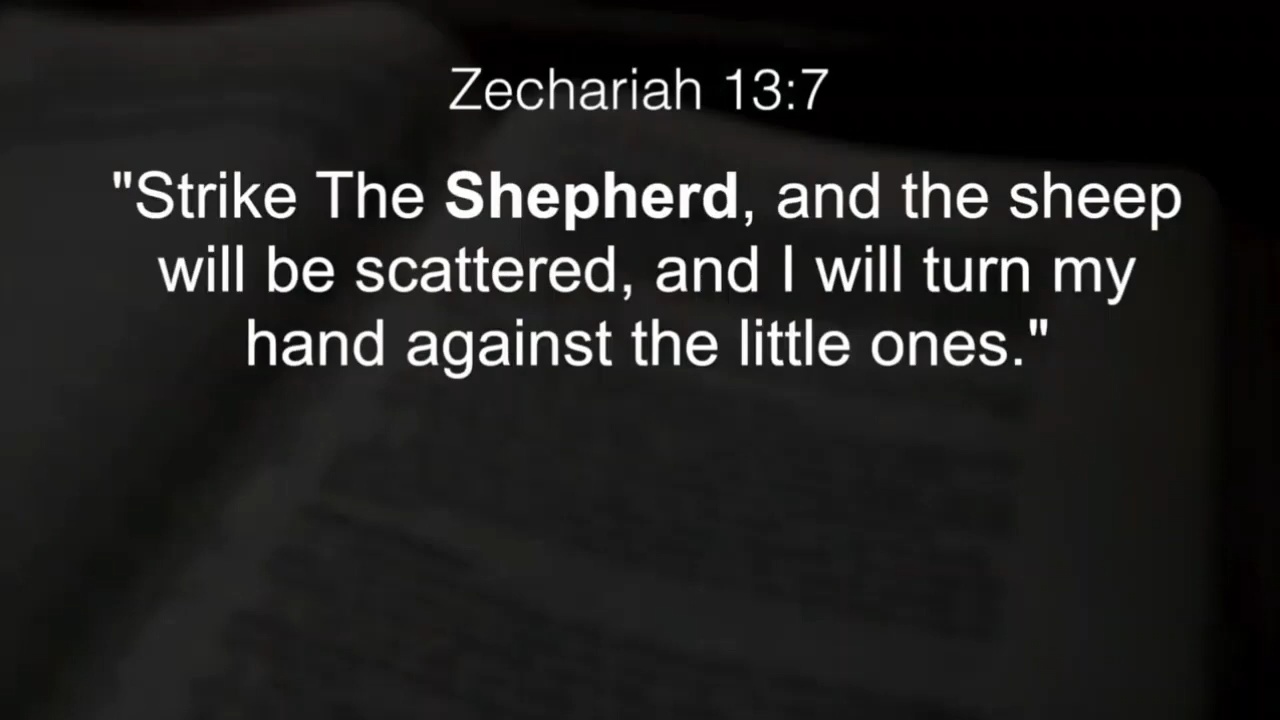 Zechariah 13:7
"Strike The Shepherd, and the sheep
will be scattered, and I will turn my
hand against the little ones."